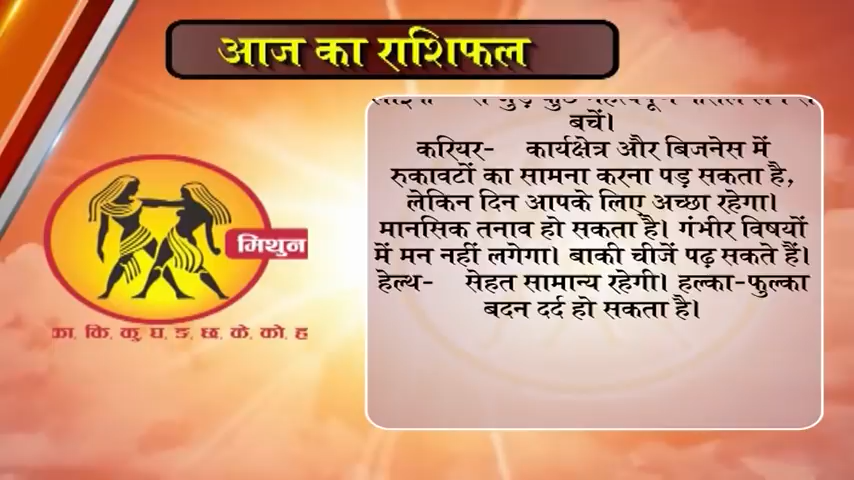 आज का राशिफल
मिथुन
का, कि, कु, घ, ङ, छ, के, को, ह
बचें।
करियर- कार्यक्षेत्र और बिजनेस में
रुकावटों का सामना करना पड़ सकता है,
लेकिन दिन आपके लिए अच्छा रहेगा।
मानसिक तनाव हो सकता है। गंभीर विषयों
में मन नहीं लगेगा। बाकी चीजें पढ़ सकते हैं।
हेल्थ- सेहत सामान्य रहेगी। हल्का-फुल्का
बदन दर्द हो सकता है।